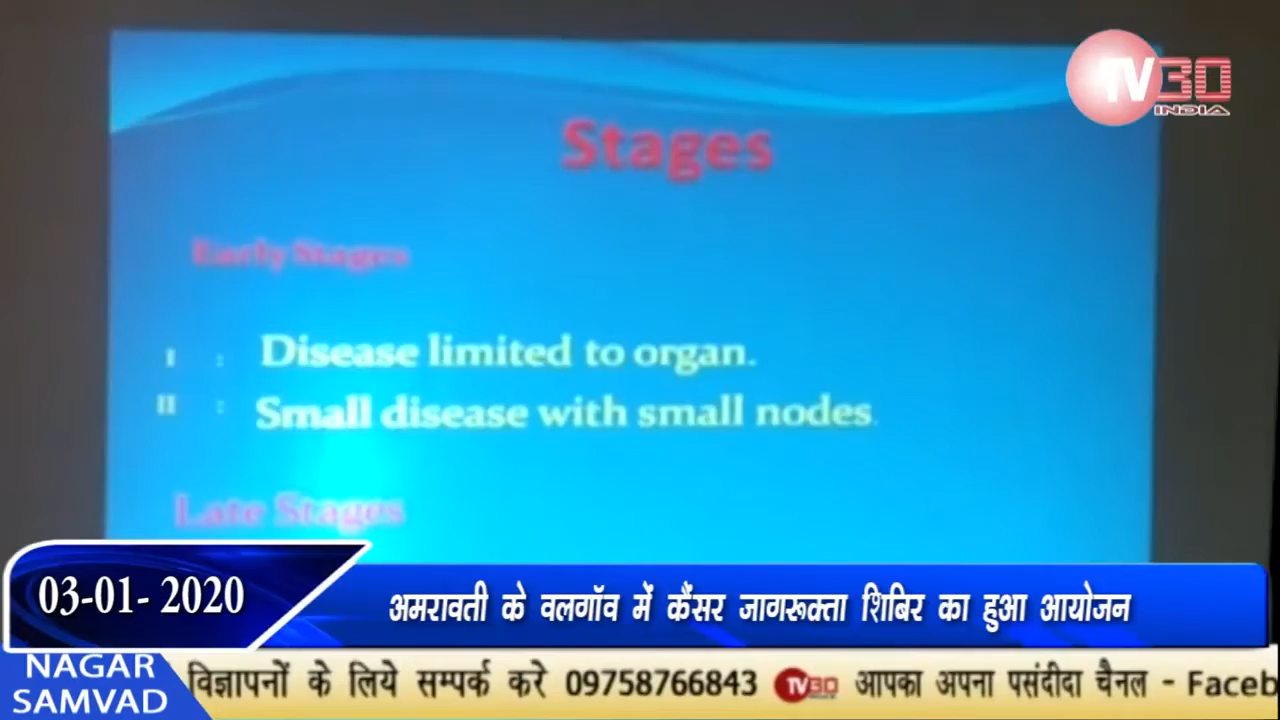 TV30
INDIA
Stages
Early Stages
I : Disease limited to organ.
II : Small disease with small nodes.
Late Stages
03-01- 2020
अमरावती के वलगाॅव में कैंसर जागरूक्ता शिबिर का हुआ आयोजन
NAGAR
SAMVAD
विज्ञापनों के लिये सम्पर्क करे 09758766843 TV30 आपका अपना पसंदीदा चैनल - Faceb